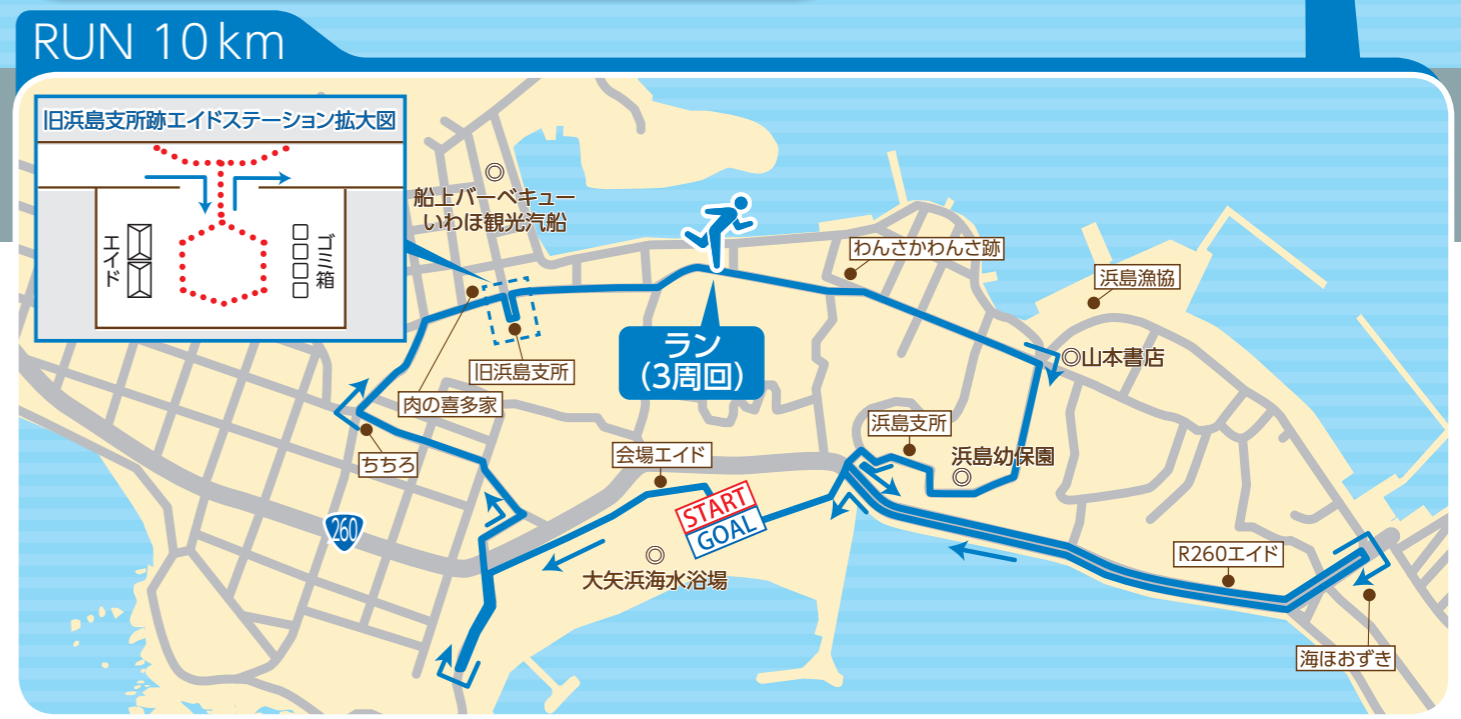 RUN 10km
旧浜島支所跡エイドステーション拡大図
エイド
ゴミ箱
船上バーベキュー
いわほ観光汽船
わんさかわんさ跡
浜島漁協
ラン
(3周回)
山本書店
旧浜島支所
肉の喜多家
浜島支所
ちちろ
会場エイド
浜島幼保園
START
GOAL
260
大矢浜海水浴場
R260エイド
海ほおずき